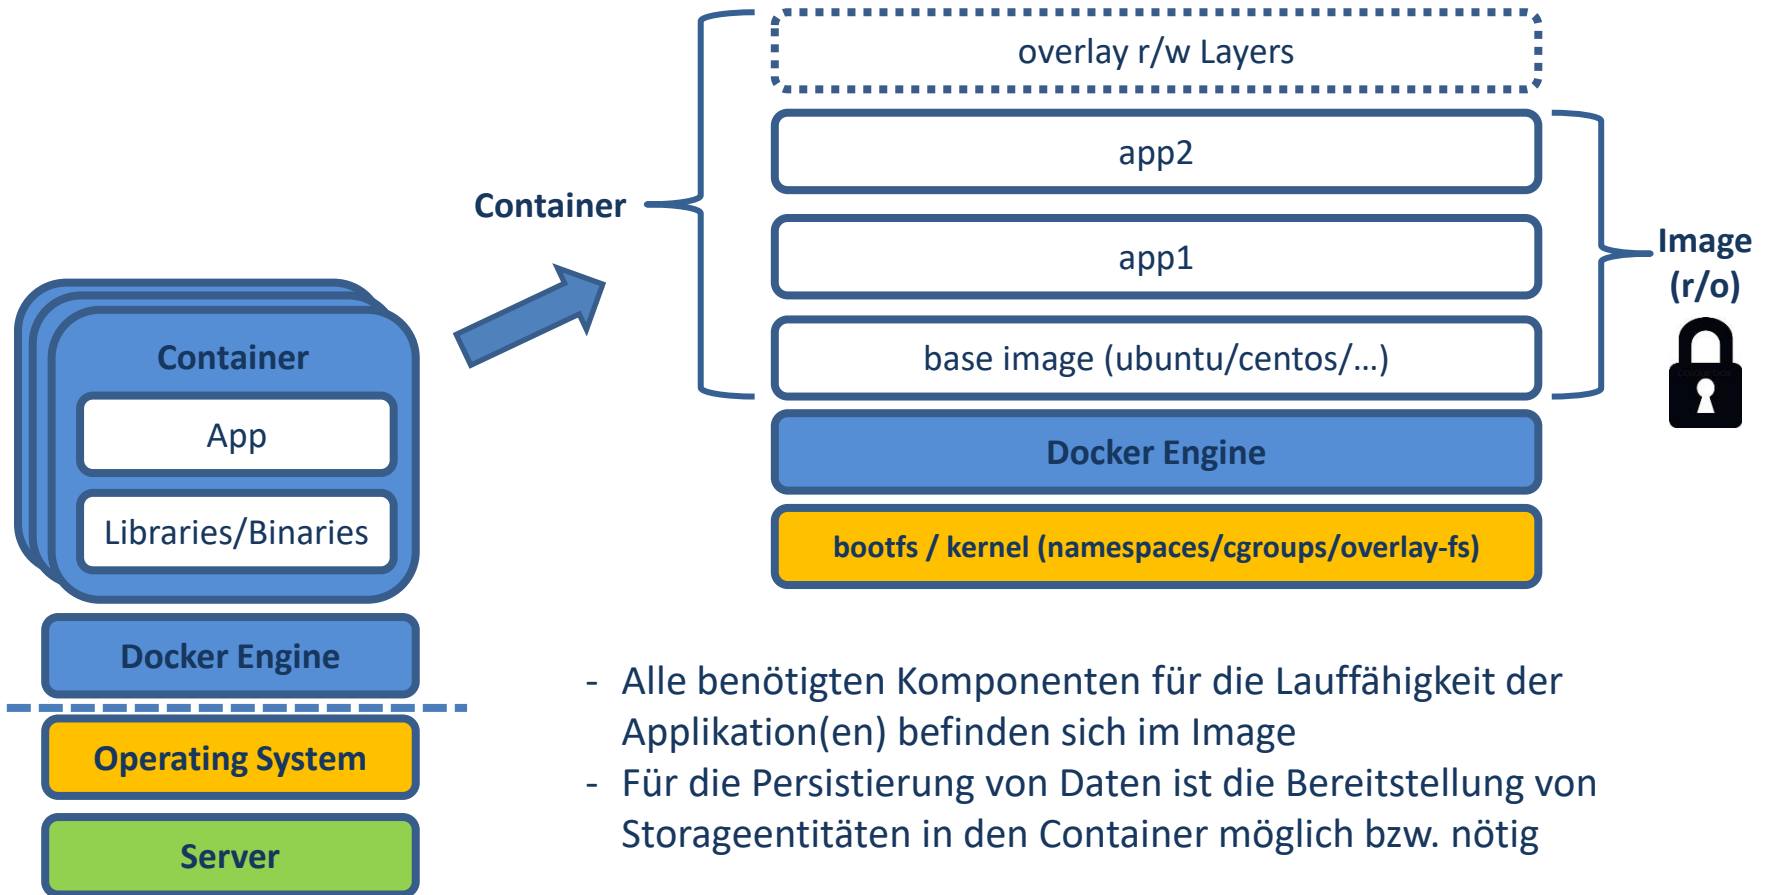 overlay r/w Layers
app2
Container
app1
Image
(r/o)
base image (ubuntu/centos/…)
Docker Engine
bootfs / kernel (namespaces/cgroups/overlay-fs)
Container
App
Libraries/Binaries
Docker Engine
Operating System
Server
- Alle benötigten Komponenten für die Lauffähigkeit der
Applikation(en) befinden sich im Image
- Für die Persistierung von Daten ist die Bereitstellung von
Storageentitäten in den Container möglich bzw. nötig